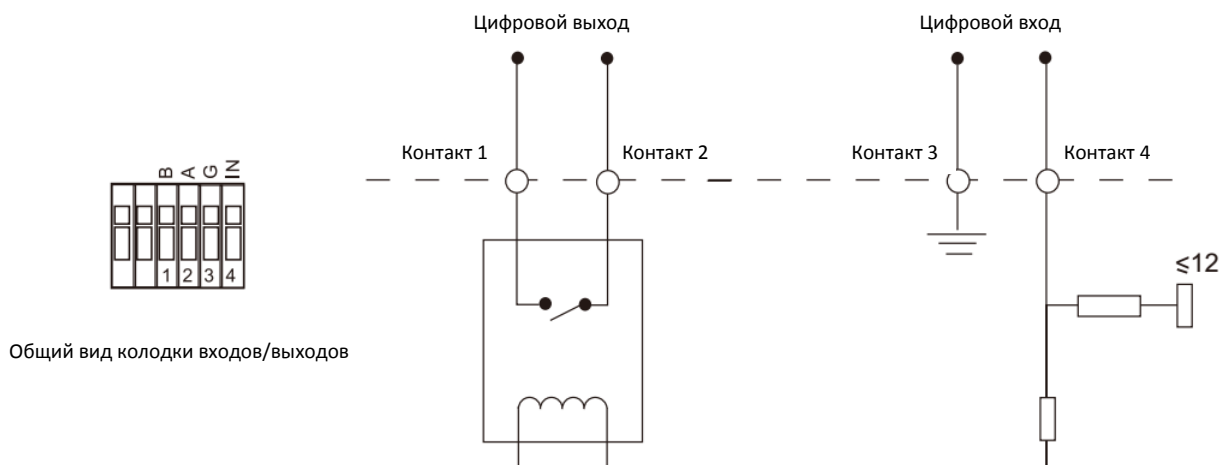 Цифровой выход
Цифровой вход
Контакт 1
Контакт 2
Контакт 3
Контакт 4
B A G IN
1 2 3 4
≤12
Общий вид колодки входов/выходов